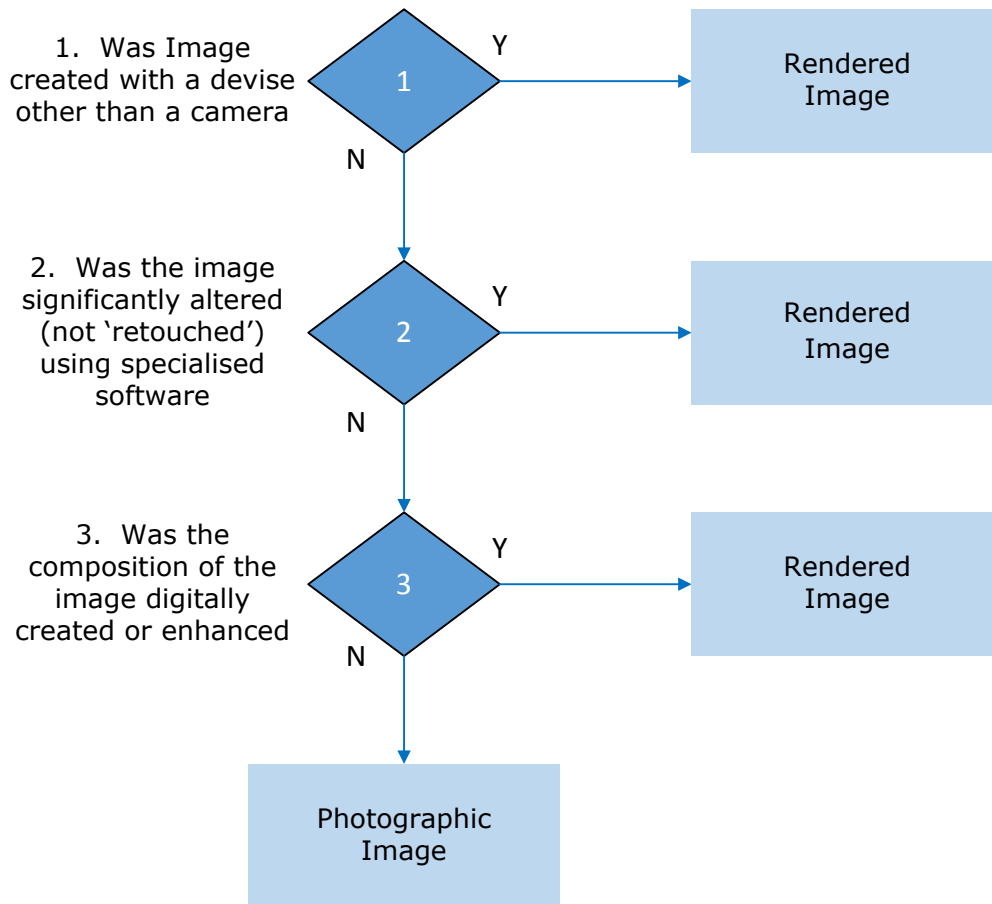 1.  Was Image
created with a devise
other than a camera
1
Y
N
Rendered
Image
2.  Was the image
significantly altered
(not ‘retouched’)
using specialised
software
2
Y
N
Rendered
Image
3.  Was the
composition of the
image digitally
created or enhanced
3
Y
N
Rendered
Image
Photographic
Image